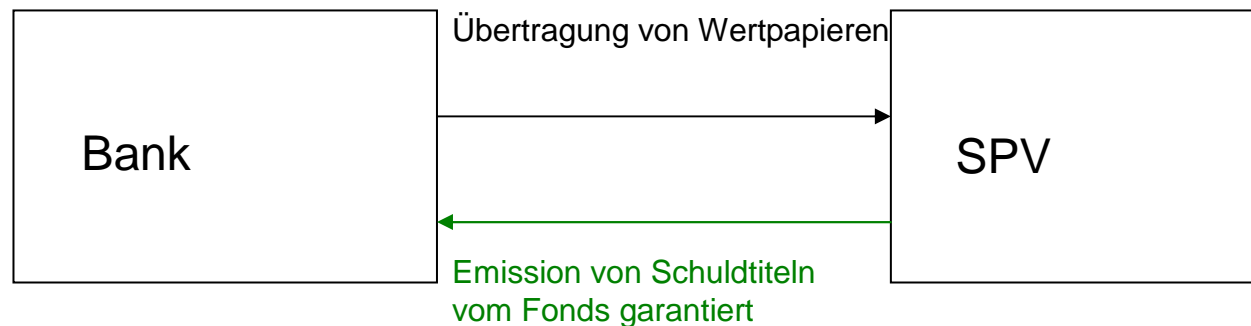 Übertragung von Wertpapieren
Bank
SPV
Emission von Schuldtiteln
vom Fonds garantiert